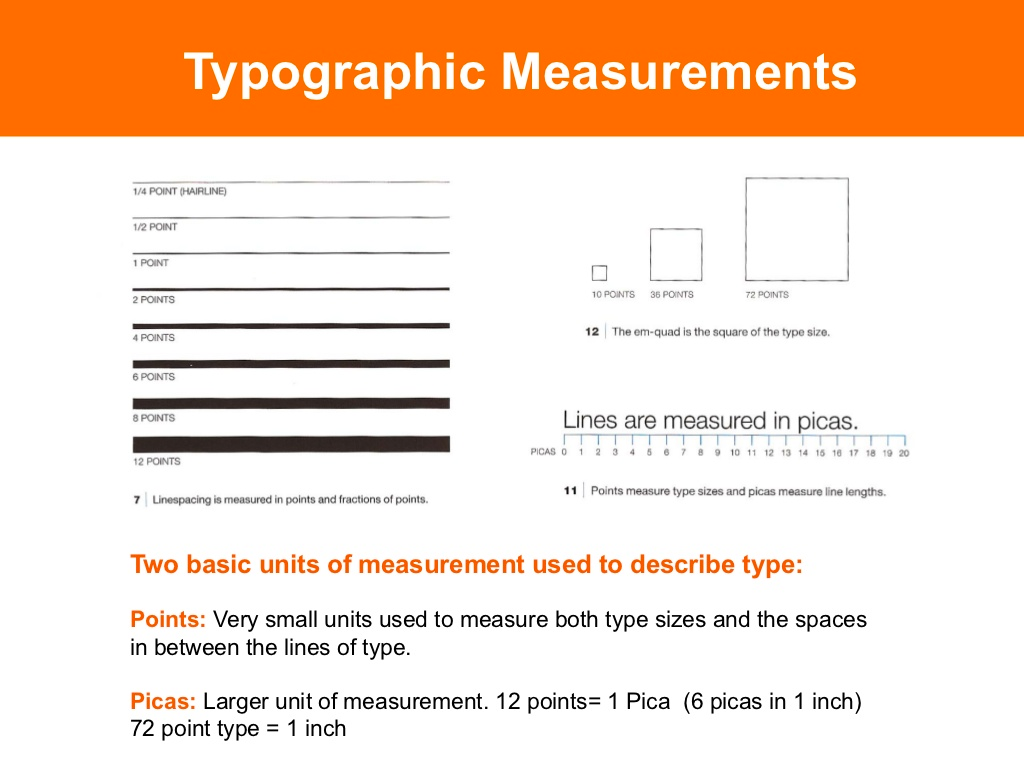 Typographic Measurements
1/4 POINT (HAIRLINE)
1/2 POINT
1 POINT
2 POINTS
4 POINTS
6 POINTS
8 POINTS
12 POINTS
7 | Linespacing is measured in points and fractions of points.
10 POINTS 36 POINTS 72 POINTS
12 | The em-quad is the square of the type size.
Lines are measured in picas.
PICAS 0 1 2 3 4 5 6 7 8 9 10 11 12 13 14 15 16 17 18 19 20
11 | Points measure type sizes and picas measure line lengths.
Two basic units of measurement used to describe type:
Points: Very small units used to measure both type sizes and the spaces
in between the lines of type.
Picas: Larger unit of measurement. 12 points= 1 Pica  (6 picas in 1 inch)
72 point type = 1 inch